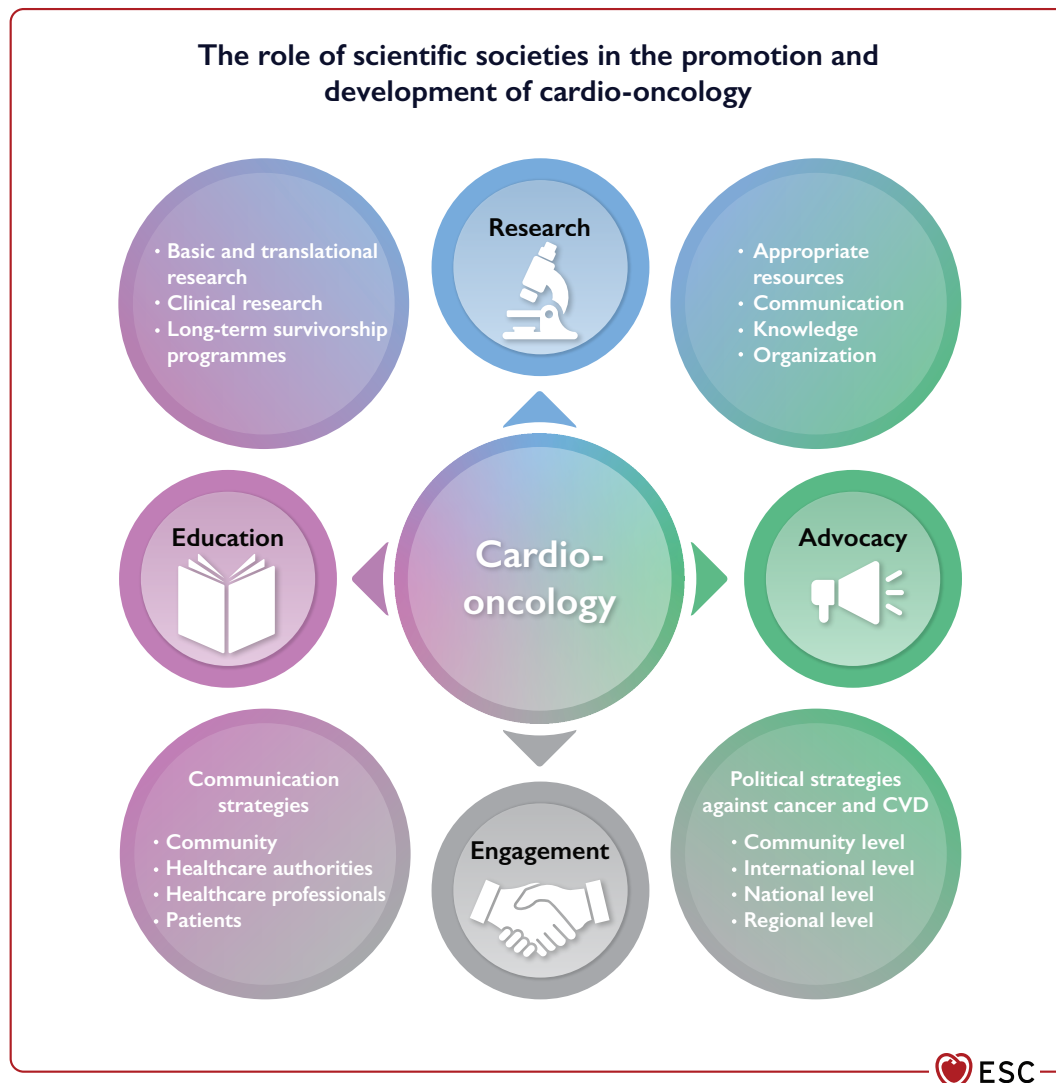 The role of scientific societies in the promotion and
development of cardio-oncology
• Basic and translational
research
• Clinical research
• Long-term survivorship
programmes
Research
• Appropriate
resources
• Communication
• Knowledge
• Organization
Education
Cardio-
oncology
Advocacy
Communication
strategies
• Community
• Healthcare authorities
• Healthcare professionals
• Patients
Engagement
Political strategies
against cancer and CVD
• Community level
• International level
• National level
• Regional level
ESC